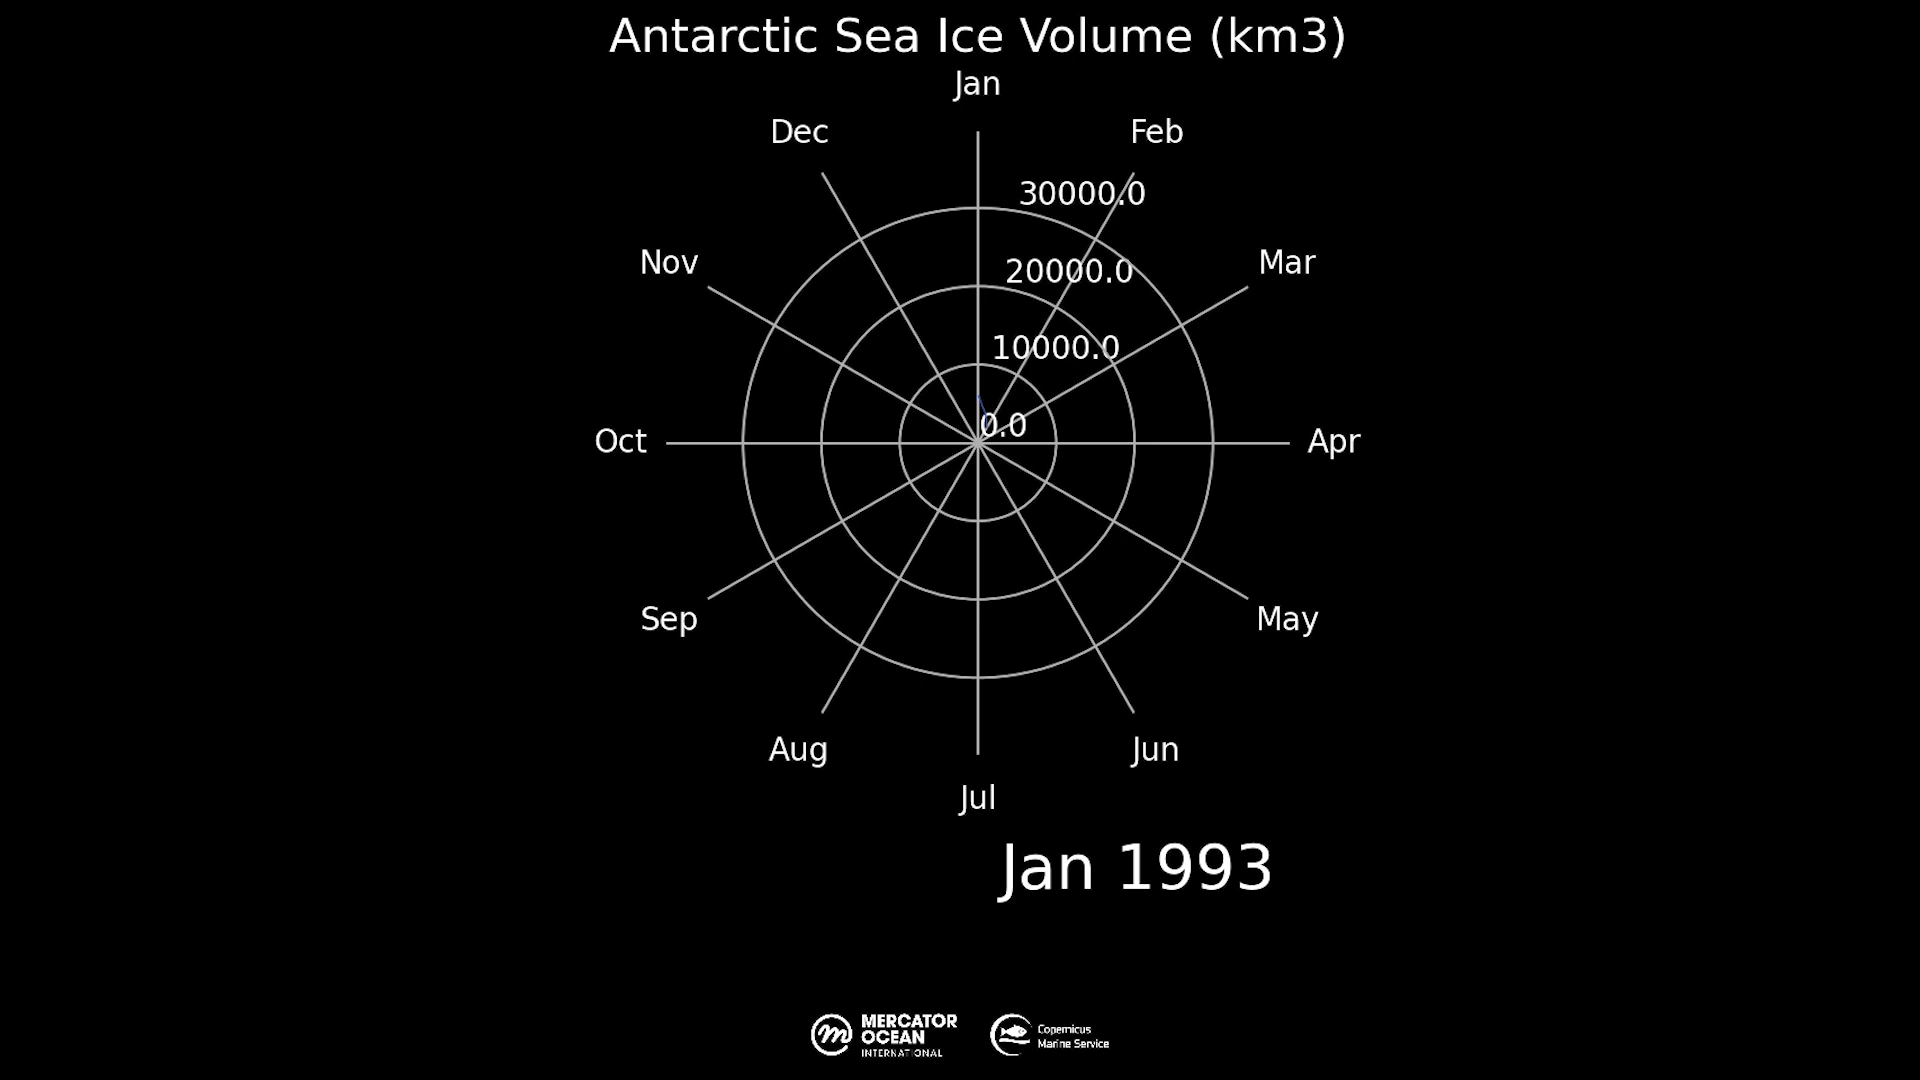 Antarctic Sea Ice Volume (km3)
Jan
Dec
Feb
30000.0
Nov
Mar
20000.0
10000.0
0.0
Oct
Apr
Sep
May
Aug
Jun
Jul
Jan 1993
MERCATOR
OCEAN
INTERNATIONAL
Copernicus
Marine Service